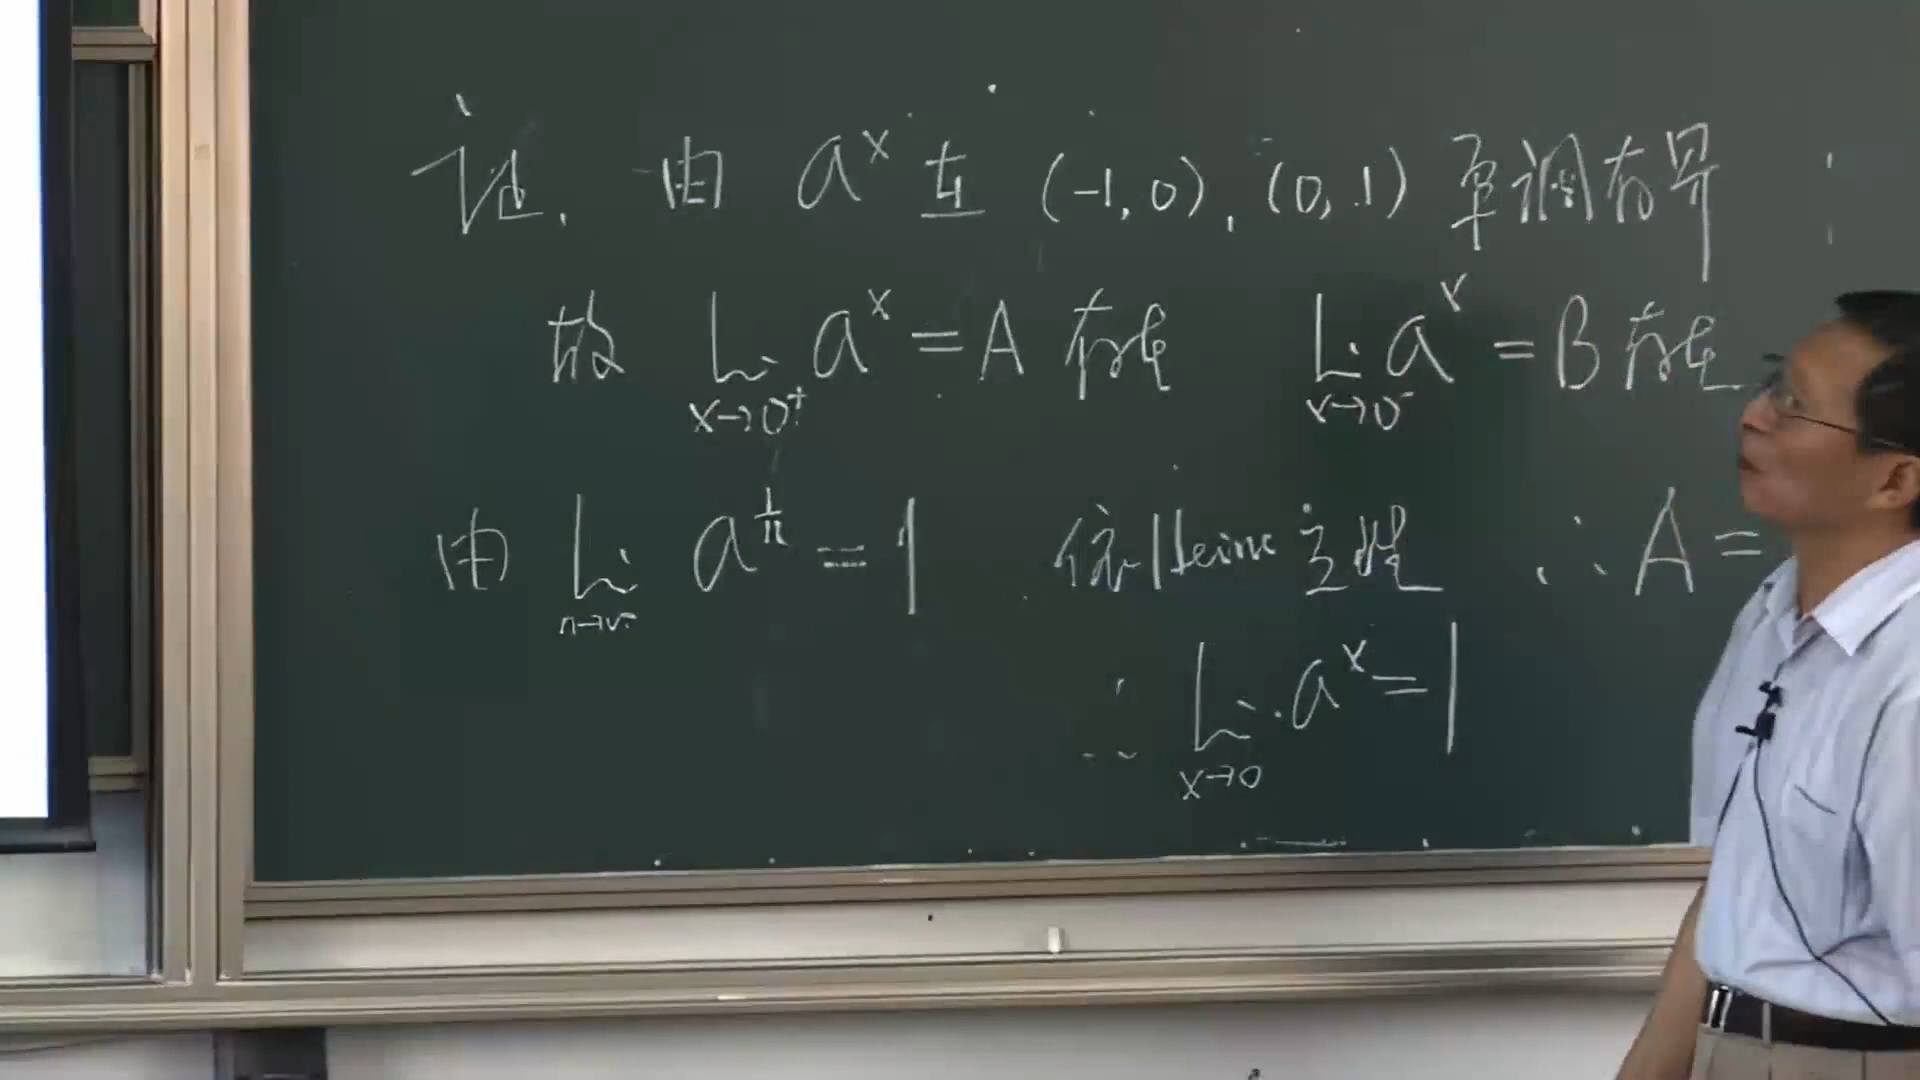 证. 由 a^x 在 (-1, 0), (0, 1) 单调有界
故 lim_{x→0⁺} a^x = A 存在 lim_{x→0⁻} a^x = B 存在
由 lim_{n→∞} a^{1/n} = 1 依Heine 定理 ∴ A =
∴ lim_{x→0} a^x = 1